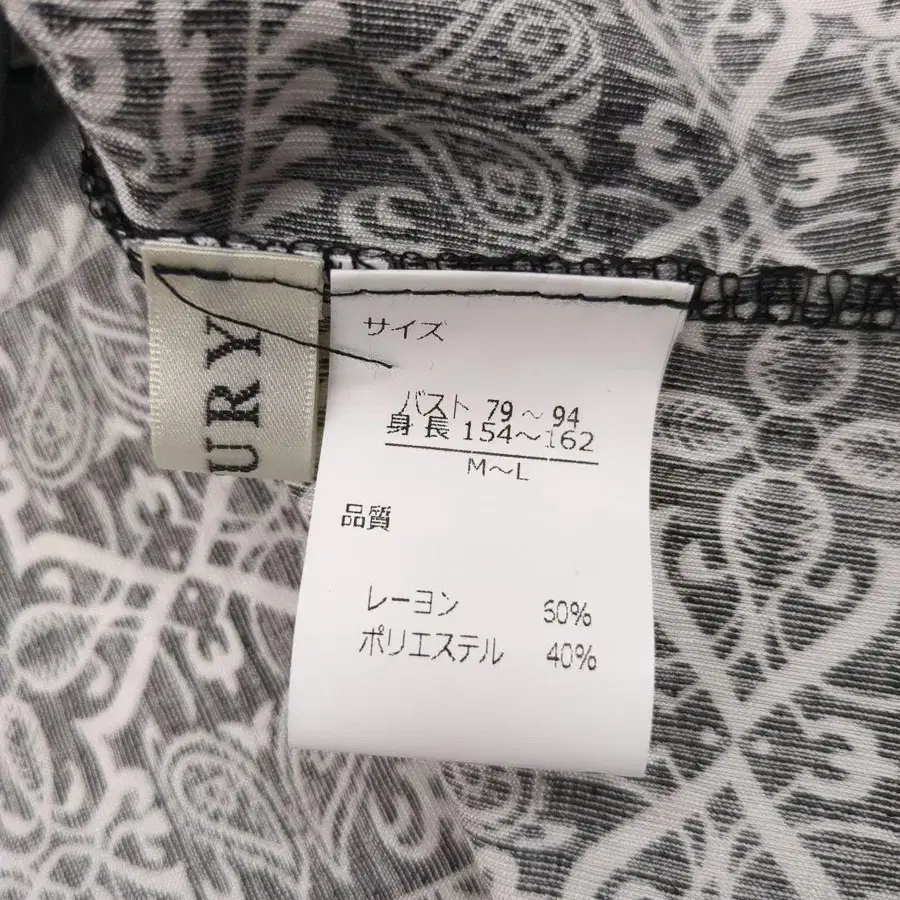 URY
サイズ
バスト 79～94
身長 154～162
M～L
品質
レーヨン 60%
ポリエステル 40%